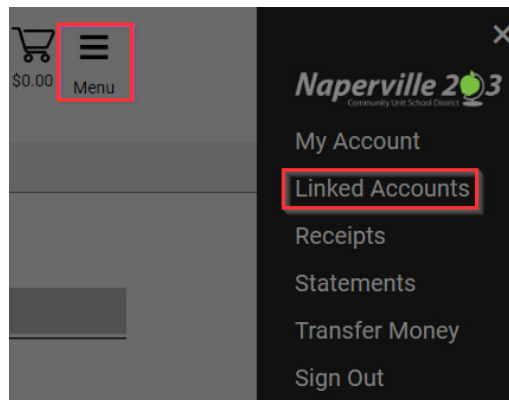 $0.00
Menu
Naperville 203
Community Unit School District
My Account
Linked Accounts
Receipts
Statements
Transfer Money
Sign Out